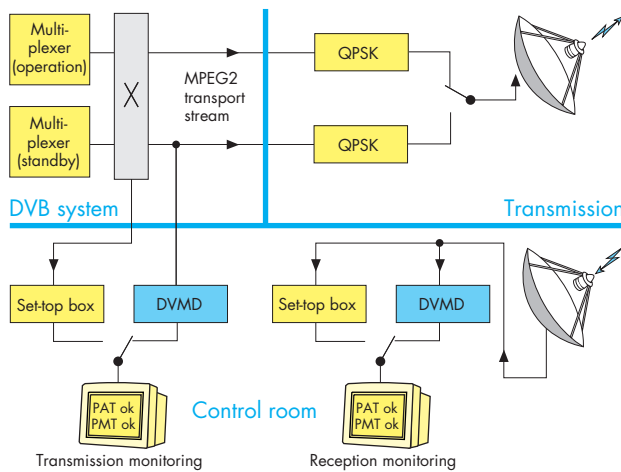 Multi-
plexer
(operation)
X
MPEG2
transport
stream
QPSK
Multi-
plexer
(standby)
QPSK
DVB system
Transmission
Set-top box
DVMD
Set-top box
DVMD
PAT ok
PMT ok
Control room
PAT ok
PMT ok
Transmission monitoring
Reception monitoring